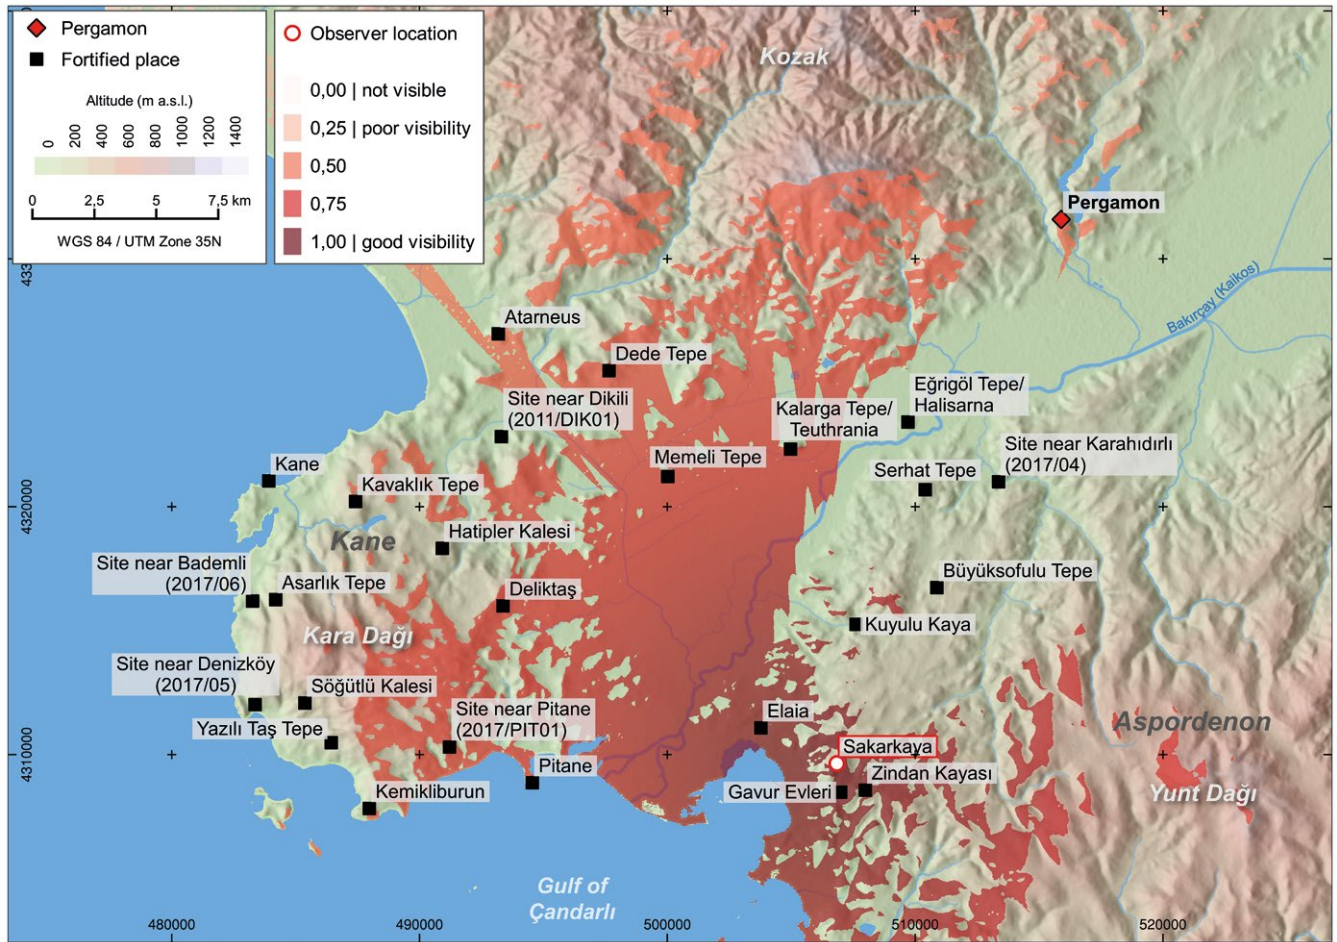 Pergamon
Fortified place
Altitude (m a.s.l.)
0 200 400 600 800 1000 1200 1400
0 2,5 5 7,5 km
WGS 84 / UTM Zone 35N
Observer location
0,00 | not visible
0,25 | poor visibility
0,50
0,75
1,00 | good visibility
Kozak
Pergamon
Bakırçay (Kaikos)
Atarneus
Dede Tepe
Site near Dikili
(2011/DIK01)
Kalarga Tepe/
Teuthrania
Eğrigöl Tepe/
Halisarna
Site near Karahıdırlı
(2017/04)
Memeli Tepe
Serhat Tepe
Kane
Kavaklık Tepe
Kane
Hatipler Kalesi
Site near Bademli
(2017/06)
Asarlık Tepe
Deliktaş
Büyüksofulu Tepe
Kuyulu Kaya
Kara Dağı
Site near Denizköy
(2017/05)
Söğütlü Kalesi
Yazılı Taş Tepe
Site near Pitane
(2017/PIT01)
Elaia
Aspordenon
Sakarkaya
Pitane
Zindan Kayası
Gavur Evleri
Kemikliburun
Yunt Dağı
Gulf of
Çandarlı
4320000
4310000
480000 490000 500000 510000 520000